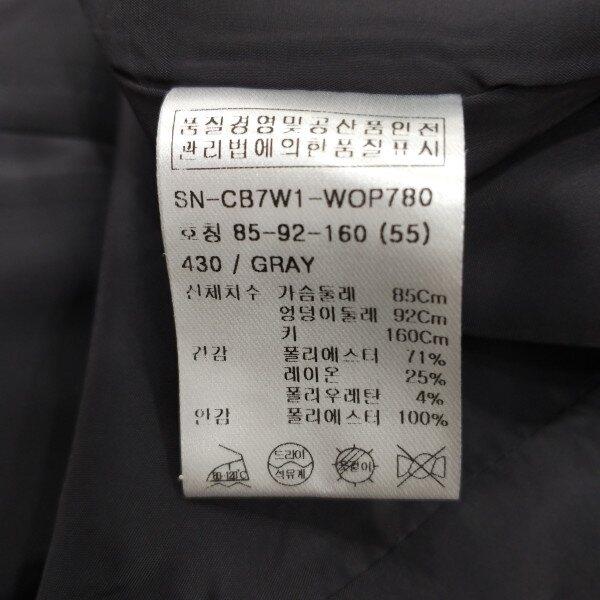 품질경영및공산품안전
관리법에의한품질표시
SN-CB7W1-WOP780
호칭 85-92-160 (55)
430 / GRAY
신체치수 가슴둘레 85Cm
엉덩이둘레 92Cm
키 160Cm
겉감 폴리에스터 71%
레이온 25%
폴리우레탄 4%
안감 폴리에스터 100%
드라이
석유계
옷걸이